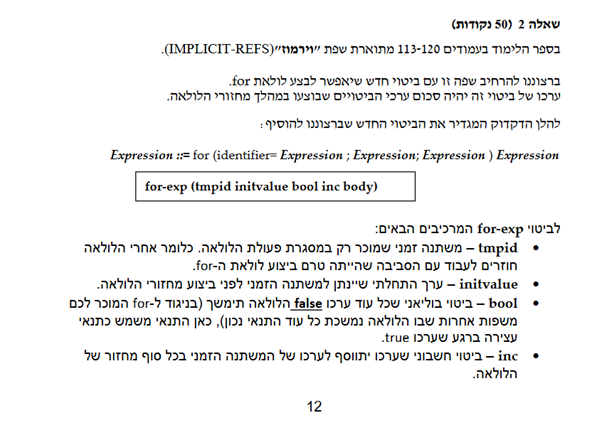 שאלה 2 (50 נקודות)
בספר הלימוד בעמודים 113-120 מתוארת שפת "וירמוז"(IMPLICIT-REFS).
ברצוננו להרחיב שפה זו עם ביטוי חדש שיאפשר לבצע לולאת for.
ערכו של ביטוי זה יהיה סכום ערכי הביטויים שבוצעו במהלך מחזורי הלולאה.
להלן הדקדוק המגדיר את הביטוי החדש שברצוננו להוסיף:
Expression ::= for (identifier= Expression ; Expression; Expression ) Expression
for-exp (tmpid initvalue bool inc body)
לביטוי for-exp המרכיבים הבאים:
• tmpid – משתנה זמני שמוכר רק במסגרת פעולת הלולאה. כלומר אחרי הלולאה
חוזרים לעבוד עם הסביבה שהייתה טרם ביצוע לולאת ה-for.
• initvalue – ערך התחלתי שיינתן למשתנה הזמני לפני ביצוע מחזורי הלולאה.
• bool – ביטוי בוליאני שכל עוד ערכו false הלולאה תימשך (בניגוד ל-for המוכר לכם
משפות אחרות שבו הלולאה נמשכת כל עוד התנאי נכון), כאן התנאי משמש כתנאי
עצירה ברגע שערכו true.
• inc – ביטוי חשבוני שערכו יתווסף לערכו של המשתנה הזמני בכל סוף מחזור של
הלולאה.
12